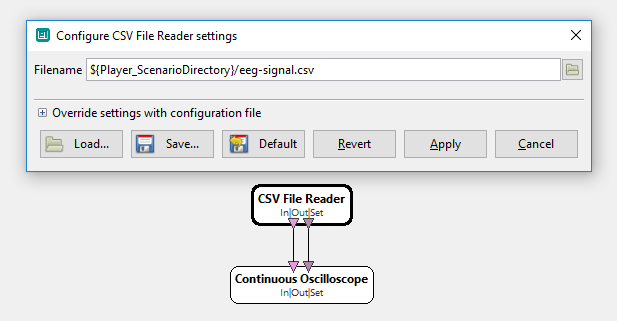 Configure CSV File Reader settings
Filename ${Player_ScenarioDirectory}/eeg-signal.csv
Override settings with configuration file
Load... Save... Default Revert Apply Cancel
CSV File Reader
In|Out|Set
Continuous Oscilloscope
In|Out|Set